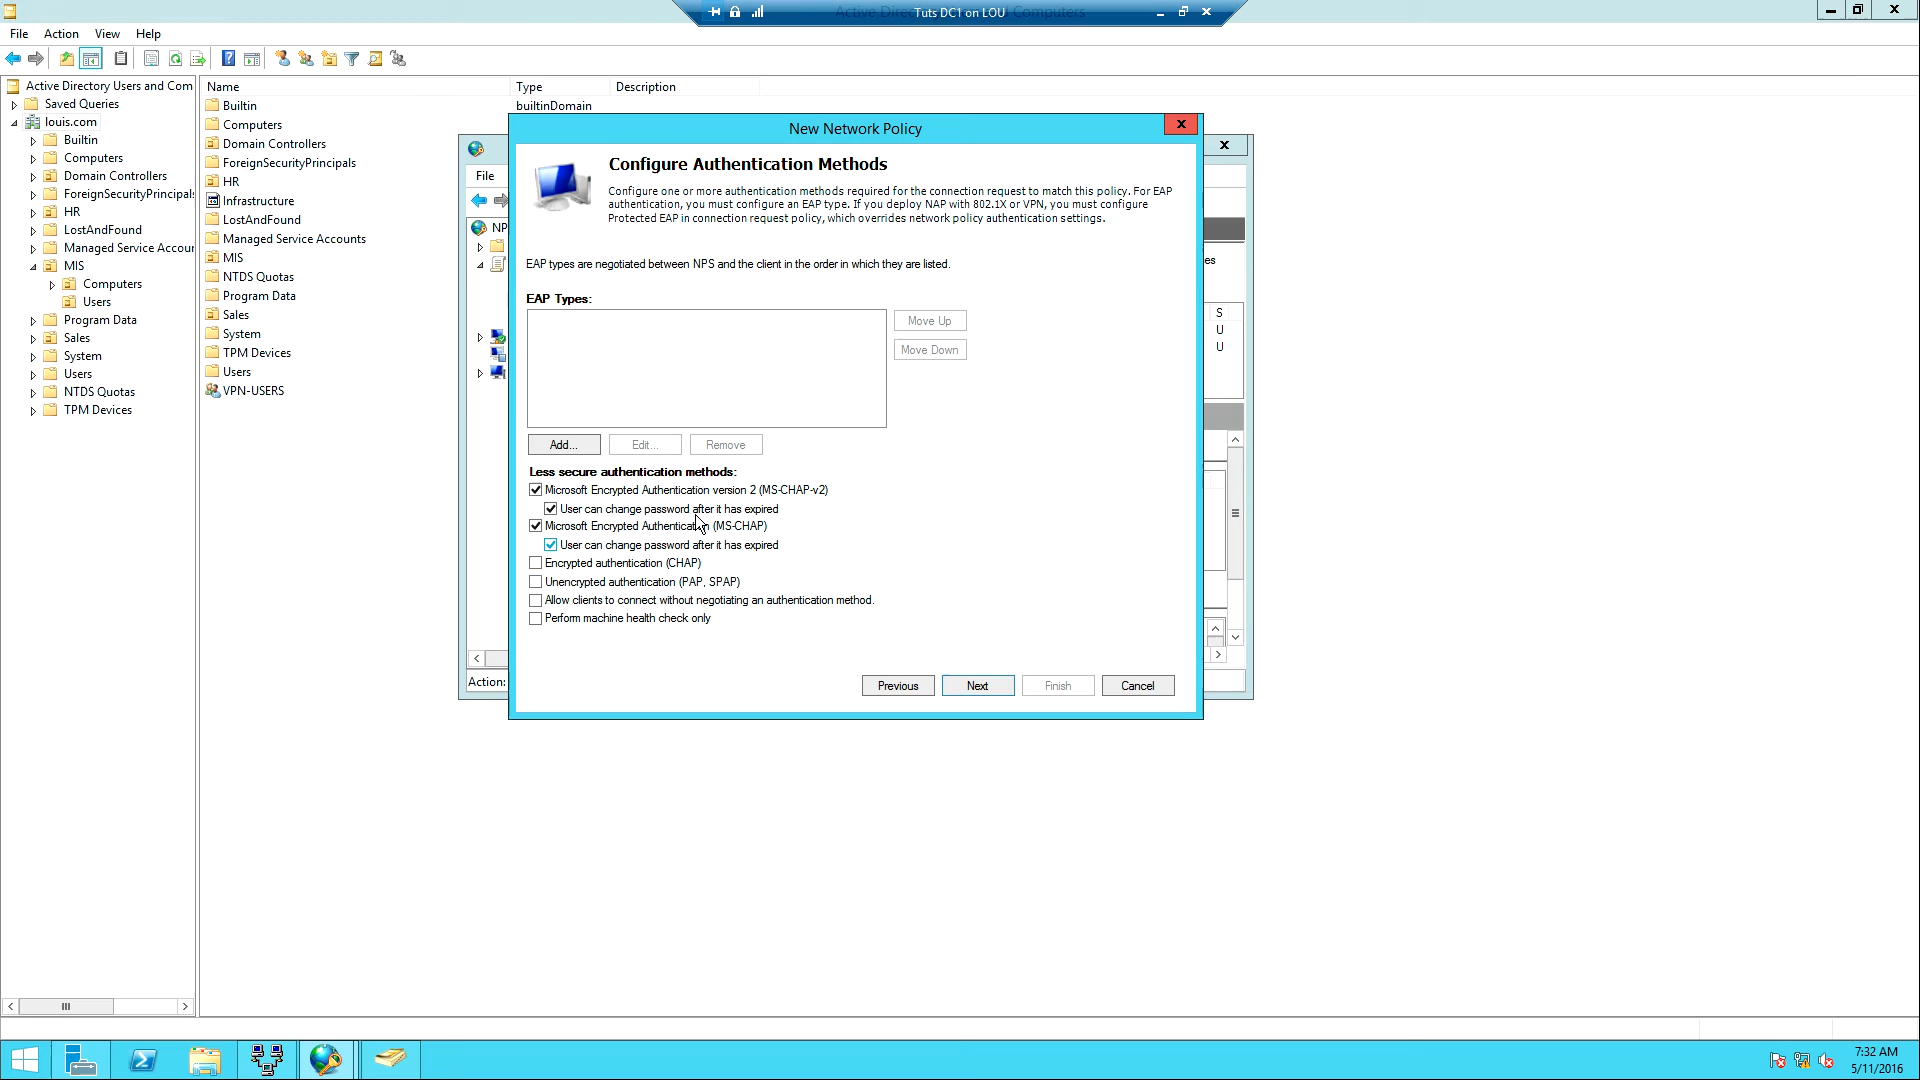 Tuts DC1 on LOU
File Action View Help
Active Directory Users and Com
Saved Queries
louis.com
Builtin
Computers
Domain Controllers
ForeignSecurityPrincipals
HR
LostAndFound
Managed Service Accour
MIS
Computers
Users
Program Data
Sales
System
Users
NTDS Quotas
TPM Devices
Name Type Description
Builtin builtinDomain
Computers
Domain Controllers
ForeignSecurityPrincipals
HR
Infrastructure
LostAndFound
Managed Service Accounts
MIS
NTDS Quotas
Program Data
Sales
System
TPM Devices
Users
VPN-USERS
File
NP
Action:
es
S
U
U
New Network Policy
Configure Authentication Methods
Configure one or more authentication methods required for the connection request to match this policy. For EAP
authentication, you must configure an EAP type. If you deploy NAP with 802.1X or VPN, you must configure
Protected EAP in connection request policy, which overrides network policy authentication settings.
EAP types are negotiated between NPS and the client in the order in which they are listed.
EAP Types:
Move Up
Move Down
Add... Edit... Remove
Less secure authentication methods:
Microsoft Encrypted Authentication version 2 (MS-CHAP-v2)
User can change password after it has expired
Microsoft Encrypted Authentication (MS-CHAP)
User can change password after it has expired
Encrypted authentication (CHAP)
Unencrypted authentication (PAP, SPAP)
Allow clients to connect without negotiating an authentication method.
Perform machine health check only
Previous Next Finish Cancel
7:32 AM
5/11/2016